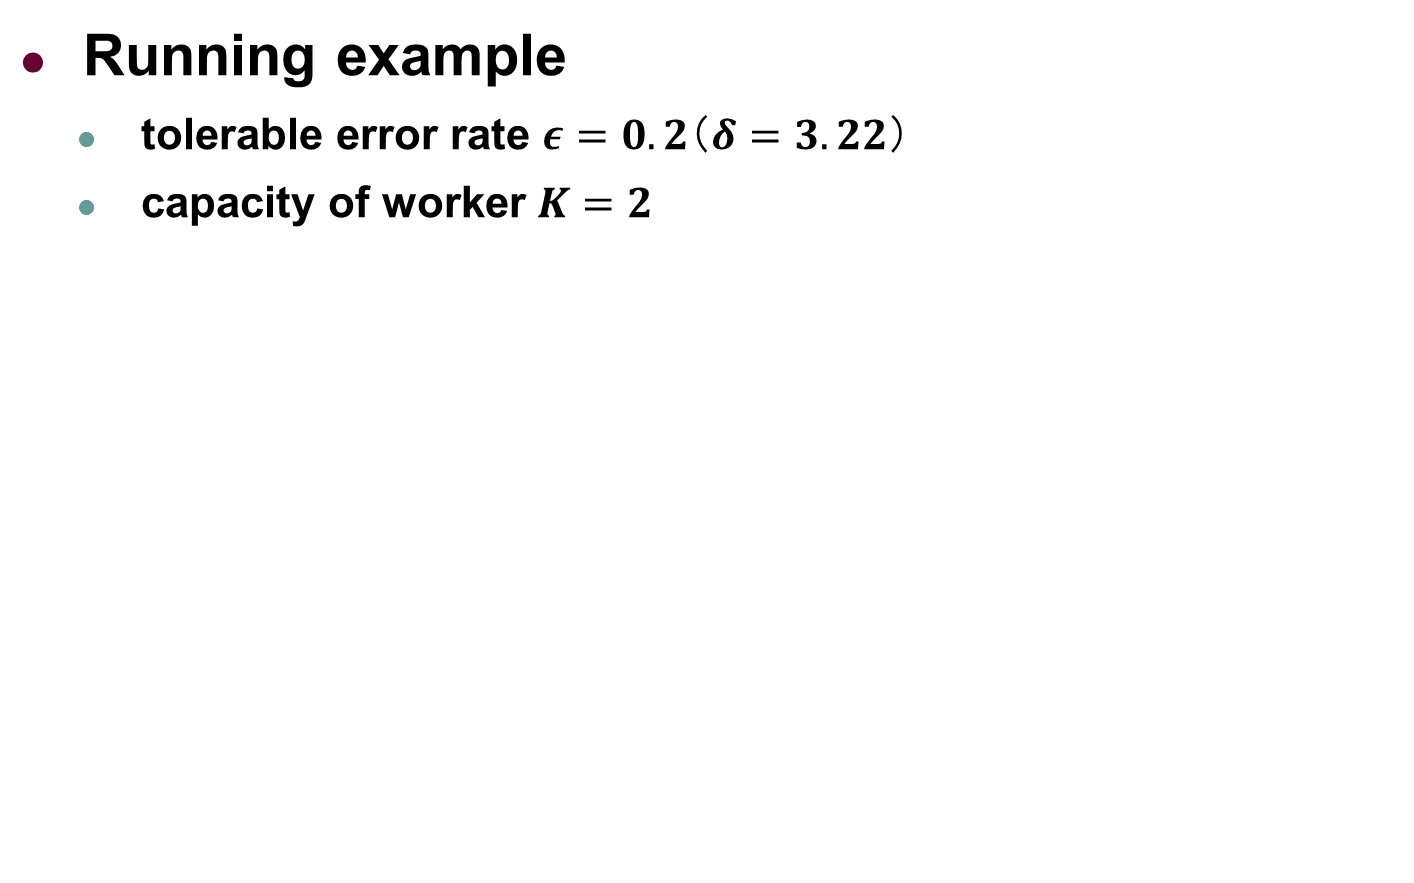 • Running example
• tolerable error rate ϵ = 0.2(δ = 3.22)
• capacity of worker K = 2